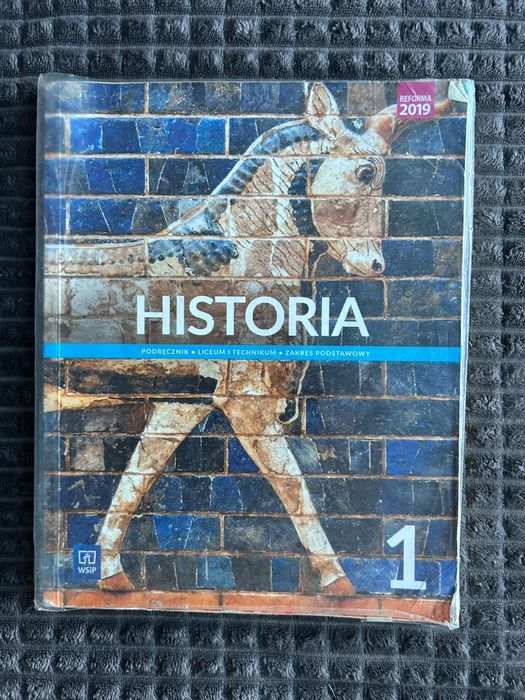 REFORMA
2019
HISTORIA
PODRĘCZNIK • LICEUM I TECHNIKUM • ZAKRES PODSTAWOWY
1
WSiP